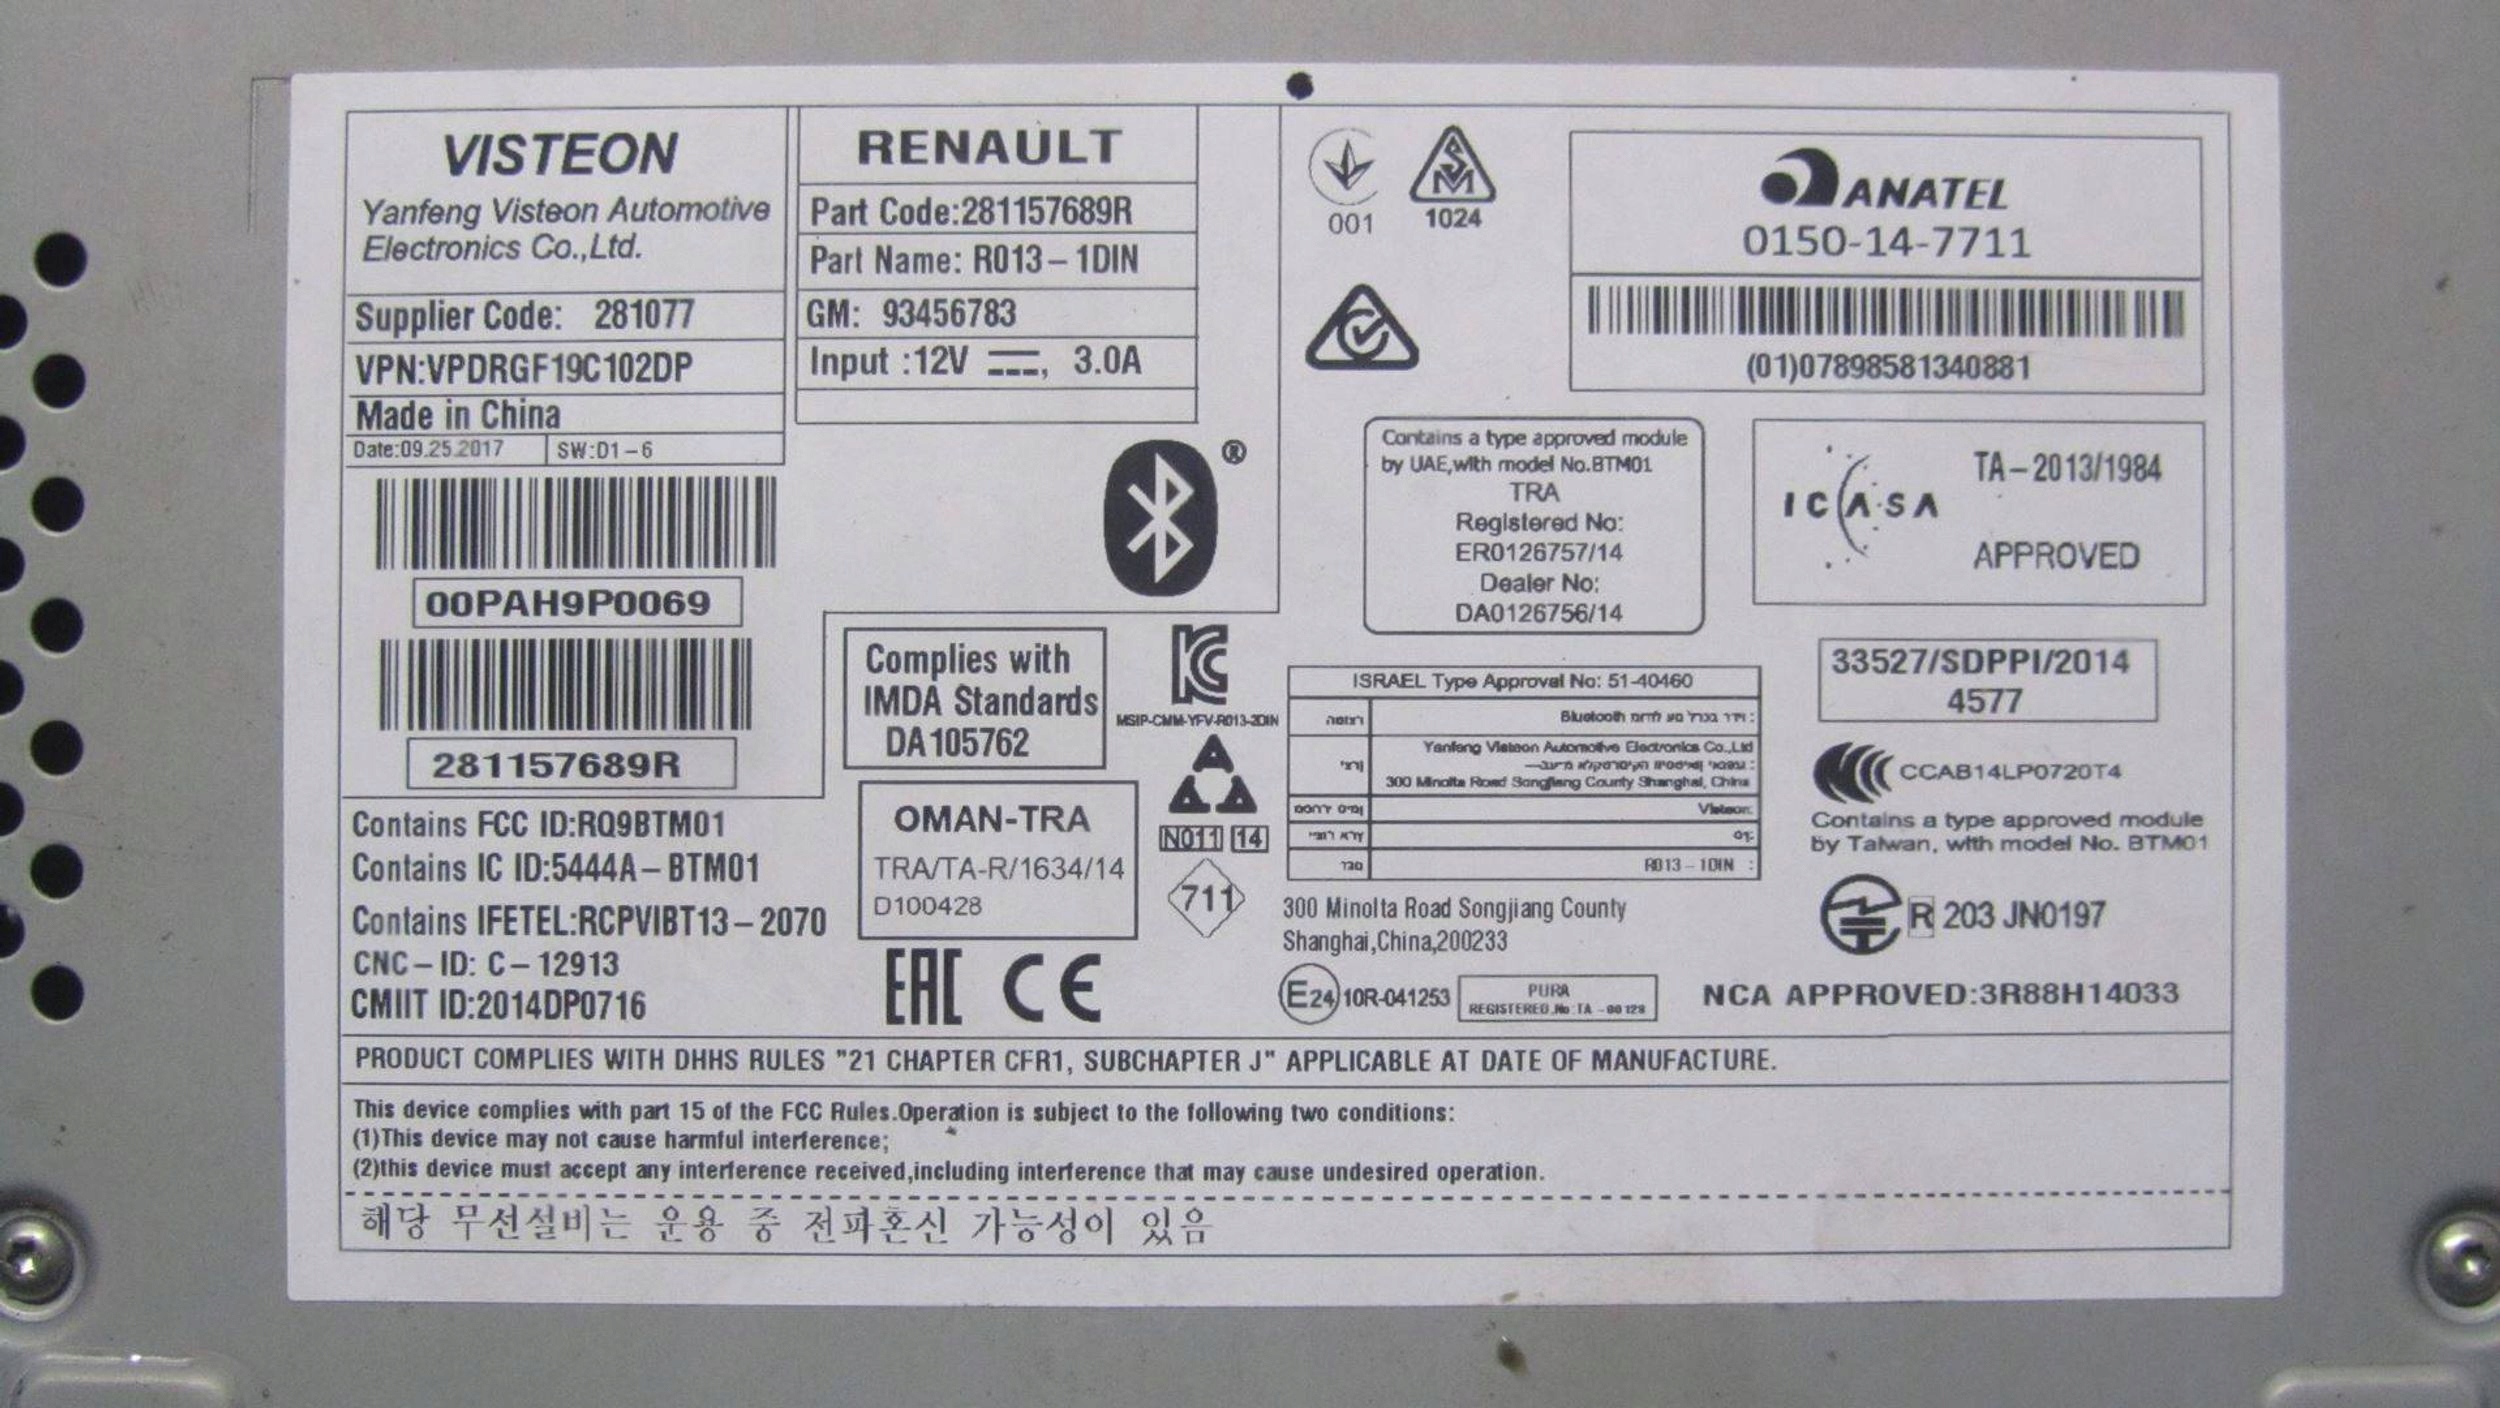 VISTEON
Yanfeng Visteon Automotive
Electronics Co.,Ltd.
Supplier Code: 281077
VPN:VPDRGF19C102DP
Made in China
Date:09.25.2017
SW:D1-6
00PAH9P0069
281157689R
RENAULT
Part Code:281157689R
Part Name: R013-1DIN
GM: 93456783
Input :12V, 3.0A
®
001
SM
1024
ANATEL
0150-14-7711
(01)07898581340881
Contains a type approved module
by UAE,with model No.BTM01
TRA
Registered No:
ER0126757/14
Dealer No:
DA0126756/14
ICASA
TA-2013/1984
APPROVED
Complies with
IMDA Standards
DA105762
MSIP-CMM-YFV-R013-2DIN
ISRAEL Type Approval No: 51-40460
Bluetooth
Yanfeng Visteon Automotive Electronics Co.,Ltd
300 Minolta Road Songjiang County Shanghai, China
Visteon
R013-1DIN :
33527/SDPPI/2014
4577
CCAB14LP0720T4
Contains a type approved module
by Taiwan, with model No. BTM01
R 203 JN0197
Contains FCC ID:RQ9BTM01
Contains IC ID:5444A-BTM01
Contains IFETEL:RCPVIBT13-2070
CNC-ID: C-12913
CMIIT ID:2014DP0716
OMAN-TRA
TRA/TA-R/1634/14
D100428
N011 14
711
EAC CE
300 Minolta Road Songjiang County
Shanghai,China,200233
E24 10R-041253
PURA
REGISTERED.No:TA-00129
NCA APPROVED:3R88H14033
PRODUCT COMPLIES WITH DHHS RULES "21 CHAPTER CFR1, SUBCHAPTER J" APPLICABLE AT DATE OF MANUFACTURE.
This device complies with part 15 of the FCC Rules.Operation is subject to the following two conditions:
(1)This device may not cause harmful interference;
(2)this device must accept any interference received,including interference that may cause undesired operation.
해당 무선설비는 운용 중 전파혼신 가능성이 있음